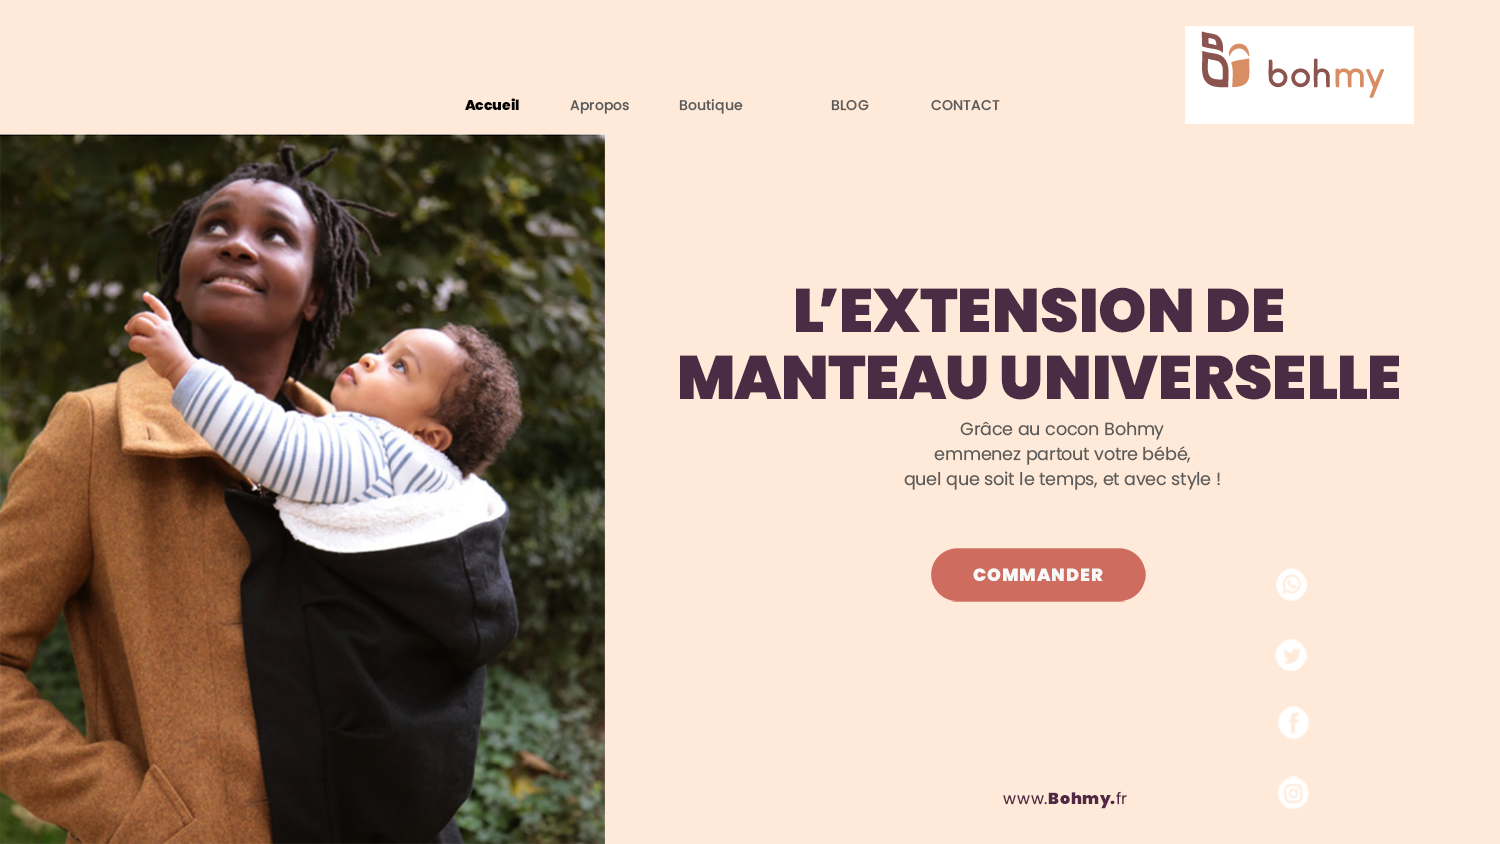 bohmy
Accueil
Apropos
Boutique
BLOG
CONTACT
L’EXTENSION DE
MANTEAU UNIVERSELLE
Grâce au cocon Bohmy
emmenez partout votre bébé,
quel que soit le temps, et avec style !
COMMANDER
www.Bohmy.fr